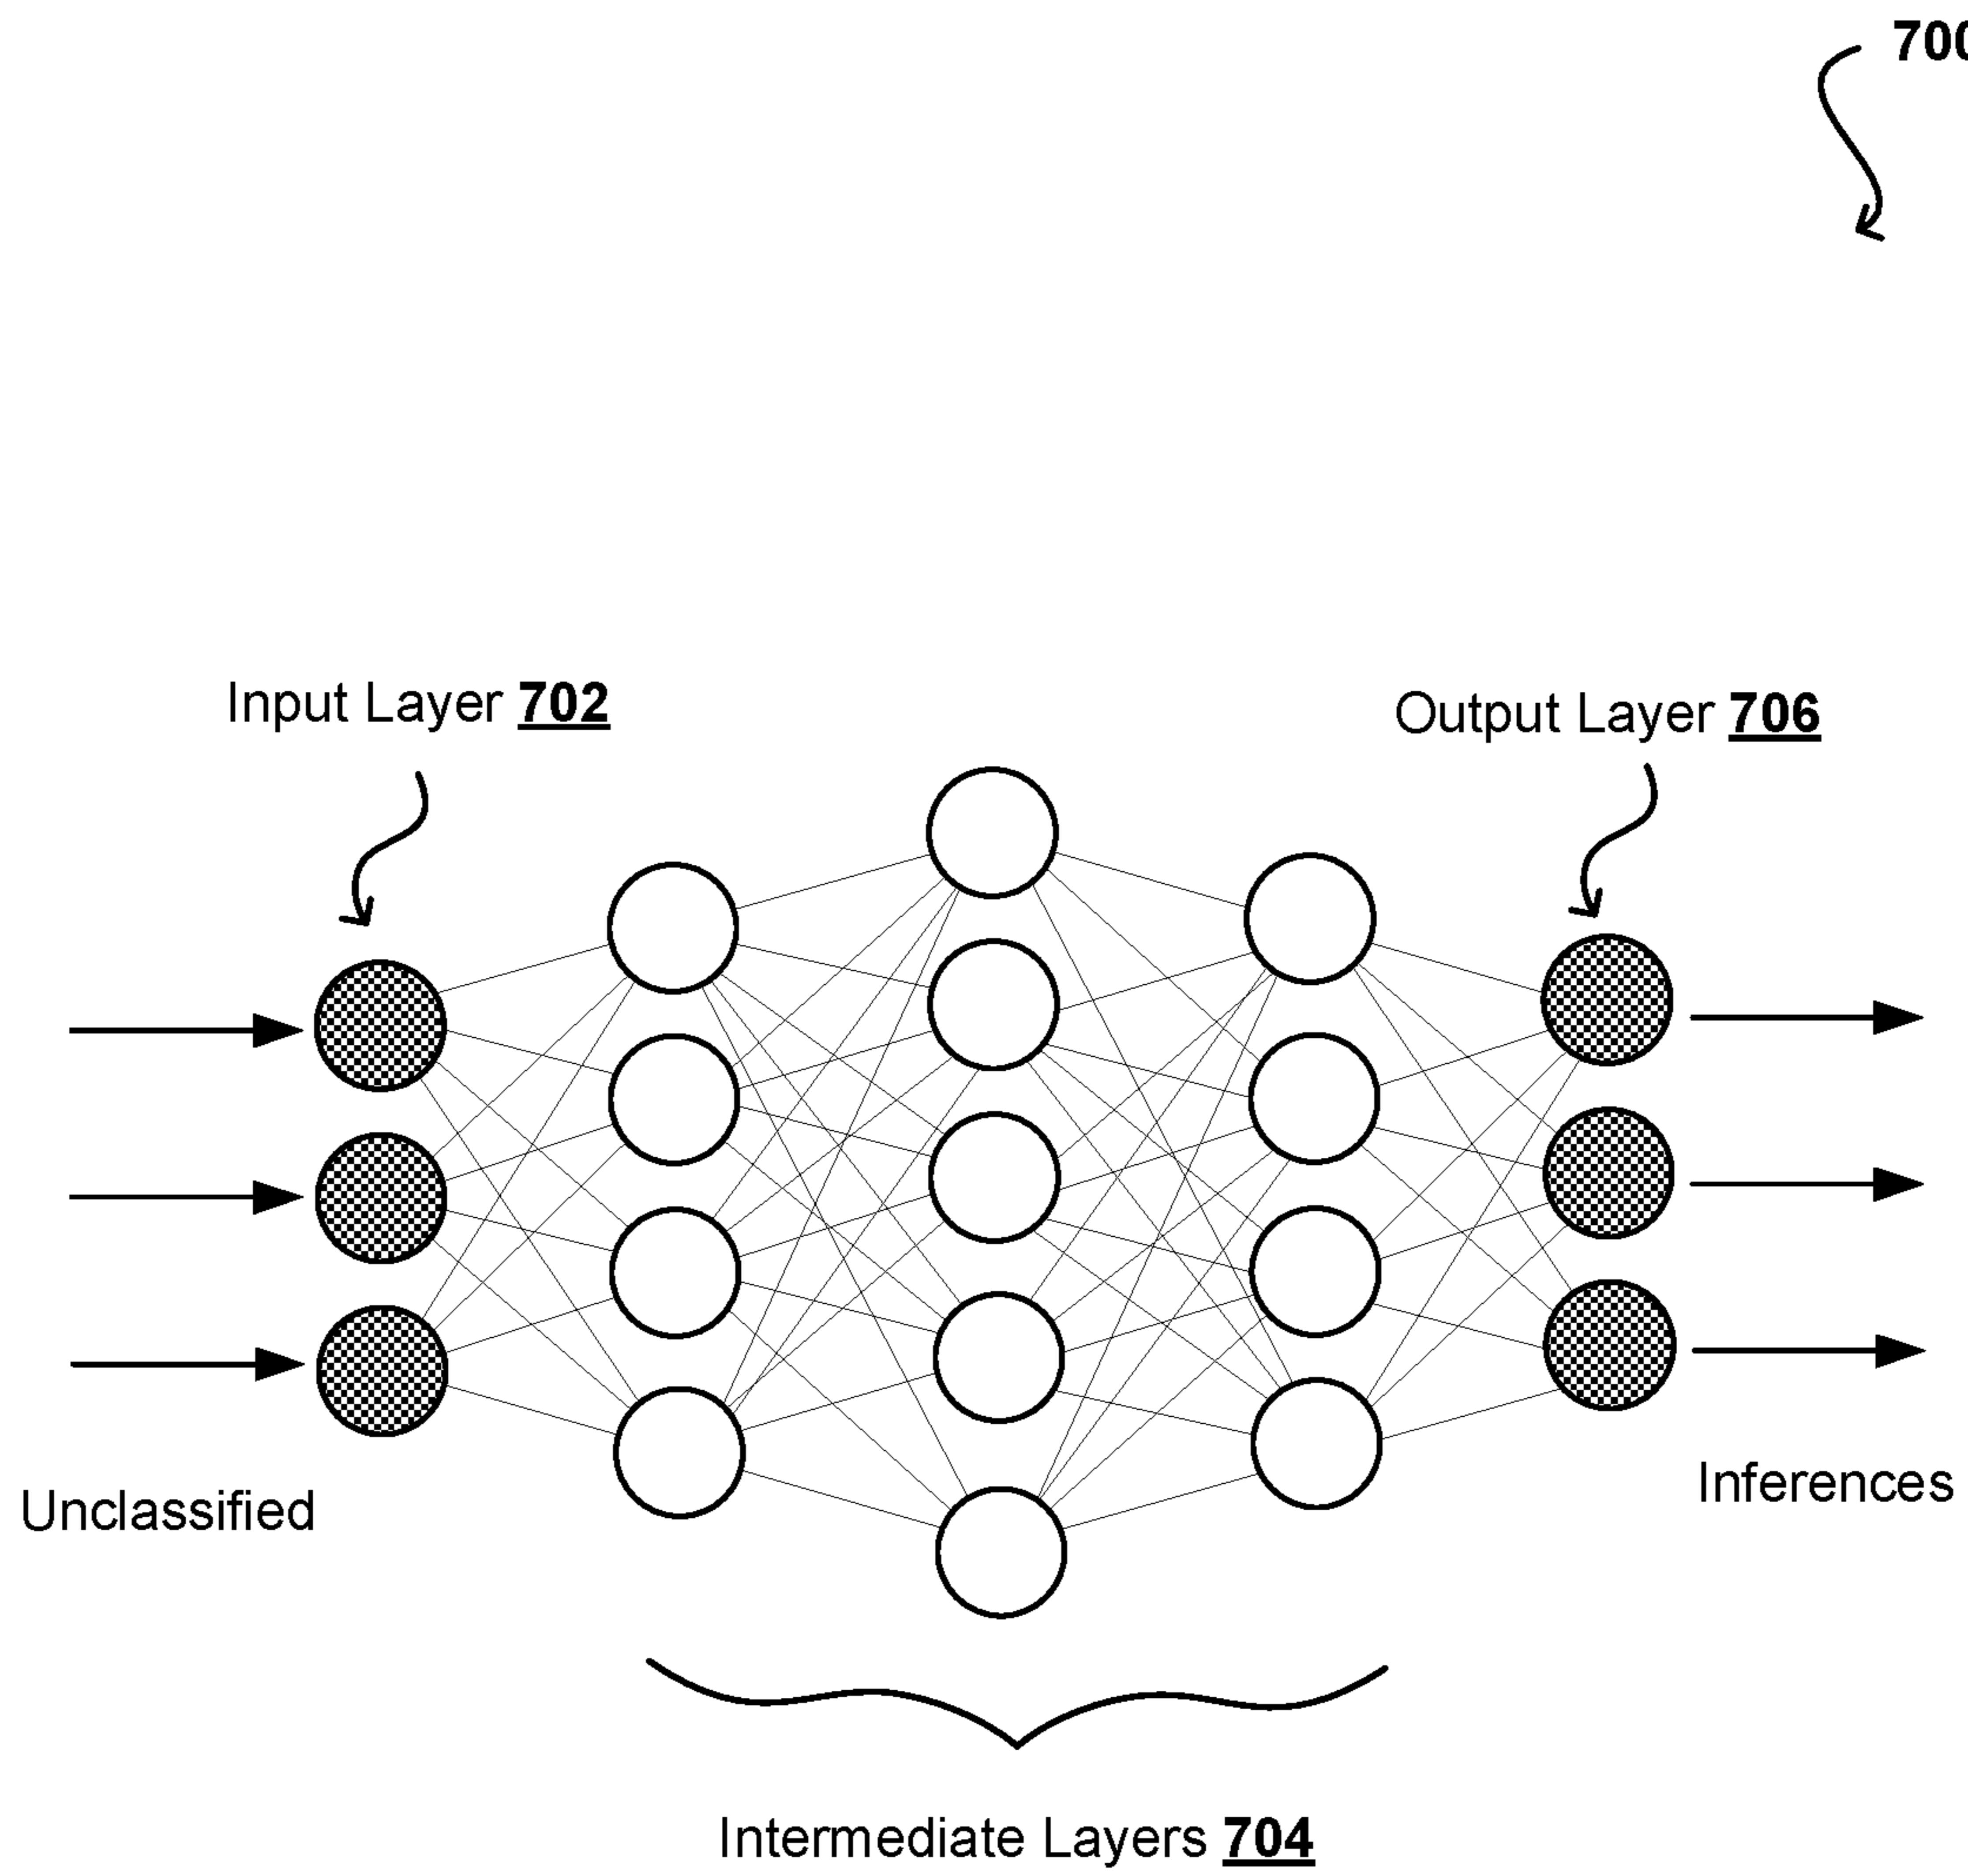 700
Input Layer 702
Output Layer 706
Unclassified
Inferences
Intermediate Layers 704